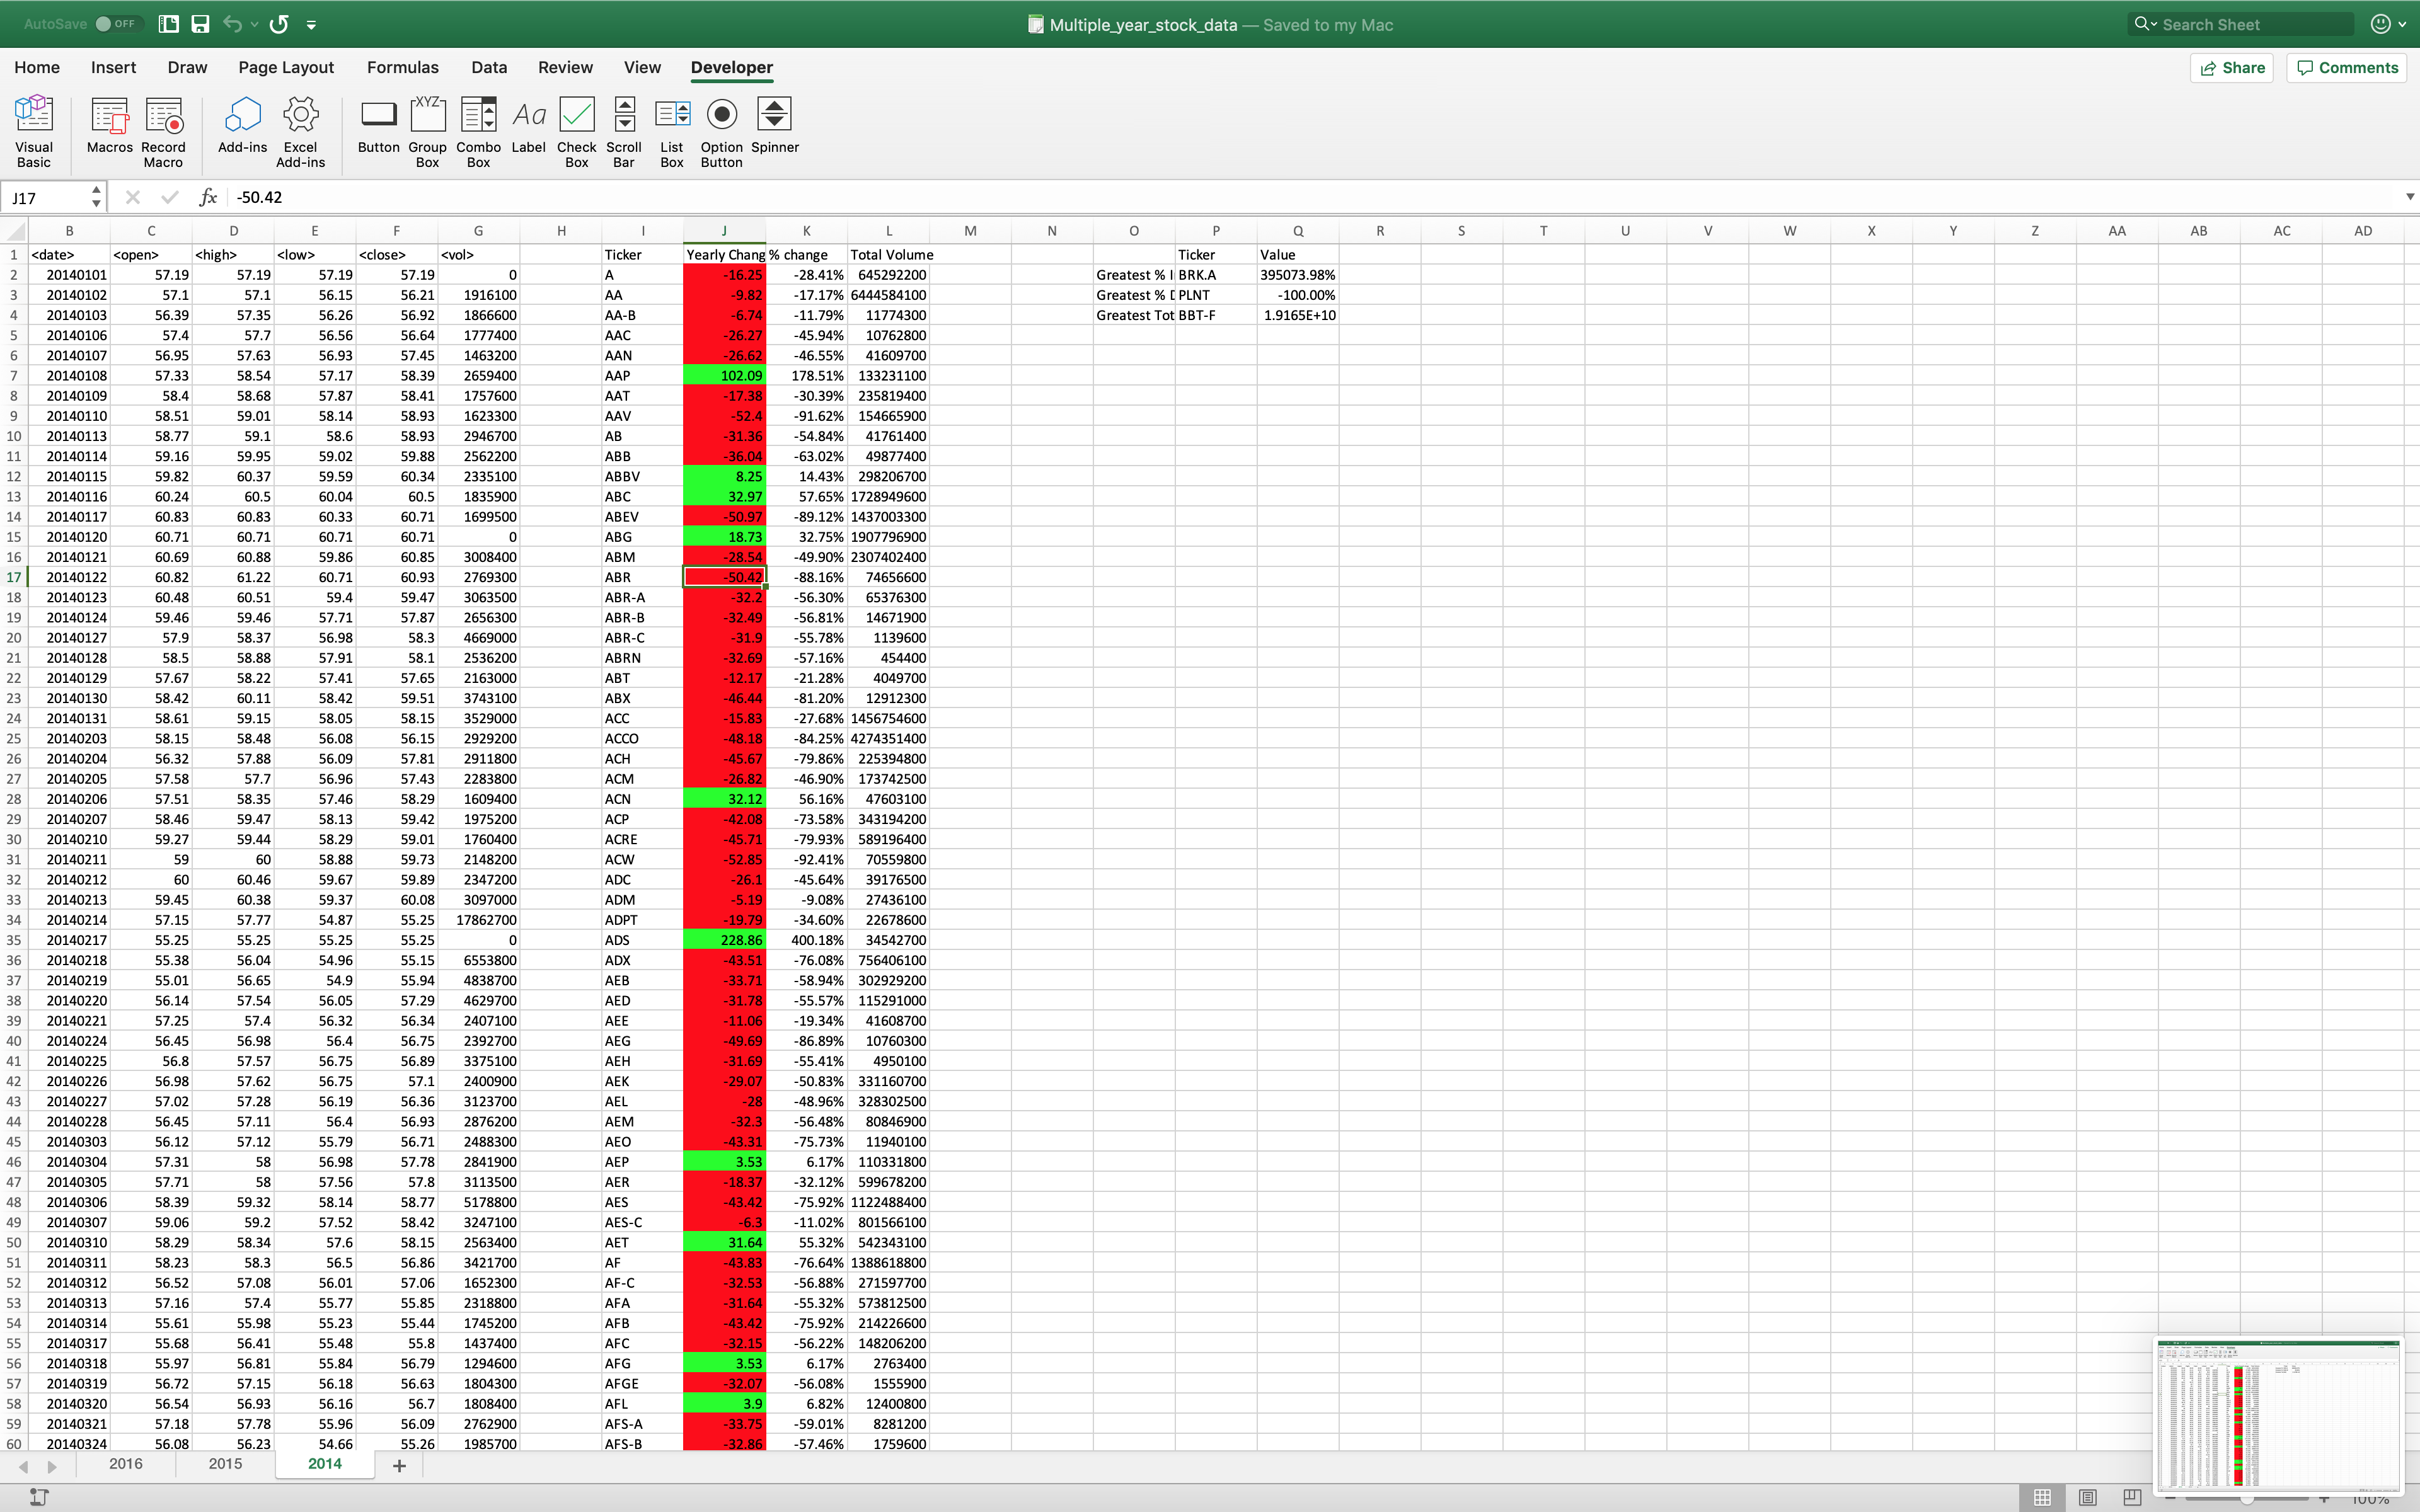 AutoSave OFF Multiple_year_stock_data — Saved to my Mac Search Sheet
Home Insert Draw Page Layout Formulas Data Review View Developer Share Comments
Visual Basic Macros Record Macro Add-ins Excel Add-ins Button Group Box Combo Box Label Check Box Scroll Bar List Box Option Button Spinner
J17 fx -50.42
B C D E F G H I J K L M N O P Q R S T U V W X Y Z AA AB AC AD
1 <date> <open> <high> <low> <close> <vol> Ticker Yearly Chang % change Total Volume Ticker Value
2 20140101 57.19 57.19 57.19 57.19 0 A -16.25 -28.41% 645292200 Greatest % I BRK.A 395073.98%
3 20140102 57.1 57.1 56.15 56.21 1916100 AA -9.82 -17.17% 6444584100 Greatest % D PLNT -100.00%
4 20140103 56.39 57.35 56.26 56.92 1866600 AA-B -6.74 -11.79% 11774300 Greatest Tot BBT-F 1.9165E+10
5 20140106 57.4 57.7 56.56 56.64 1777400 AAC -26.27 -45.94% 10762800
6 20140107 56.95 57.63 56.93 57.45 1463200 AAN -26.62 -46.55% 41609700
7 20140108 57.33 58.54 57.17 58.39 2659400 AAP 102.09 178.51% 133231100
8 20140109 58.4 58.68 57.87 58.41 1757600 AAT -17.38 -30.39% 235819400
9 20140110 58.51 59.01 58.14 58.93 1623300 AAV -52.4 -91.62% 154665900
10 20140113 58.77 59.1 58.6 58.93 2946700 AB -31.36 -54.84% 41761400
11 20140114 59.16 59.95 59.02 59.88 2562200 ABB -36.04 -63.02% 49877400
12 20140115 59.82 60.37 59.59 60.34 2335100 ABBV 8.25 14.43% 298206700
13 20140116 60.24 60.5 60.04 60.5 1835900 ABC 32.97 57.65% 1728949600
14 20140117 60.83 60.83 60.33 60.71 1699500 ABEV -50.97 -89.12% 1437003300
15 20140120 60.71 60.71 60.71 60.71 0 ABG 18.73 32.75% 1907796900
16 20140121 60.69 60.88 59.86 60.85 3008400 ABM -28.54 -49.90% 2307402400
17 20140122 60.82 61.22 60.71 60.93 2769300 ABR -50.42 -88.16% 74656600
18 20140123 60.48 60.51 59.4 59.47 3063500 ABR-A -32.2 -56.30% 65376300
19 20140124 59.46 59.46 57.71 57.87 2656300 ABR-B -32.49 -56.81% 14671900
20 20140127 57.9 58.37 56.98 58.3 4669000 ABR-C -31.9 -55.78% 1139600
21 20140128 58.5 58.88 57.91 58.1 2536200 ABRN -32.69 -57.16% 454400
22 20140129 57.67 58.22 57.41 57.65 2163000 ABT -12.17 -21.28% 4049700
23 20140130 58.42 60.11 58.42 59.51 3743100 ABX -46.44 -81.20% 12912300
24 20140131 58.61 59.15 58.05 58.15 3529000 ACC -15.83 -27.68% 1456754600
25 20140203 58.15 58.48 56.08 56.15 2929200 ACCO -48.18 -84.25% 4274351400
26 20140204 56.32 57.88 56.09 57.81 2911800 ACH -45.67 -79.86% 225394800
27 20140205 57.58 57.7 56.96 57.43 2283800 ACM -26.82 -46.90% 173742500
28 20140206 57.51 58.35 57.46 58.29 1609400 ACN 32.12 56.16% 47603100
29 20140207 58.46 59.47 58.13 59.42 1975200 ACP -42.08 -73.58% 343194200
30 20140210 59.27 59.44 58.29 59.01 1760400 ACRE -45.71 -79.93% 589196400
31 20140211 59 60 58.88 59.73 2148200 ACW -52.85 -92.41% 70559800
32 20140212 60 60.46 59.67 59.89 2347200 ADC -26.1 -45.64% 39176500
33 20140213 59.45 60.38 59.37 60.08 3097000 ADM -5.19 -9.08% 27436100
34 20140214 57.15 57.77 54.87 55.25 17862700 ADPT -19.79 -34.60% 22678600
35 20140217 55.25 55.25 55.25 55.25 0 ADS 228.86 400.18% 34542700
36 20140218 55.38 56.04 54.96 55.15 6553800 ADX -43.51 -76.08% 756406100
37 20140219 55.01 56.65 54.9 55.94 4838700 AEB -33.71 -58.94% 302929200
38 20140220 56.14 57.54 56.05 57.29 4629700 AED -31.78 -55.57% 115291000
39 20140221 57.25 57.4 56.32 56.34 2407100 AEE -11.06 -19.34% 41608700
40 20140224 56.45 56.98 56.4 56.75 2392700 AEG -49.69 -86.89% 10760300
41 20140225 56.8 57.57 56.75 56.89 3375100 AEH -31.69 -55.41% 4950100
42 20140226 56.98 57.62 56.75 57.1 2400900 AEK -29.07 -50.83% 331160700
43 20140227 57.02 57.28 56.19 56.36 3123700 AEL -28 -48.96% 328302500
44 20140228 56.45 57.11 56.4 56.93 2876200 AEM -32.3 -56.48% 80846900
45 20140303 56.12 57.12 55.79 56.71 2488300 AEO -43.31 -75.73% 11940100
46 20140304 57.31 58 56.98 57.78 2841900 AEP 3.53 6.17% 110331800
47 20140305 57.71 58 57.56 57.8 3113500 AER -18.37 -32.12% 599678200
48 20140306 58.39 59.32 58.14 58.77 5178800 AES -43.42 -75.92% 1122488400
49 20140307 59.06 59.2 57.52 58.42 3247100 AES-C -6.3 -11.02% 801566100
50 20140310 58.29 58.34 57.6 58.15 2563400 AET 31.64 55.32% 542343100
51 20140311 58.23 58.3 56.5 56.86 3421700 AF -43.83 -76.64% 1388618800
52 20140312 56.52 57.08 56.01 57.06 1652300 AF-C -32.53 -56.88% 271597700
53 20140313 57.16 57.4 55.77 55.85 2318800 AFA -31.64 -55.32% 573812500
54 20140314 55.61 55.98 55.23 55.44 1745200 AFB -43.42 -75.92% 214226600
55 20140317 55.68 56.41 55.48 55.8 1437400 AFC -32.15 -56.22% 148206200
56 20140318 55.97 56.81 55.84 56.79 1294600 AFG 3.53 6.17% 2763400
57 20140319 56.72 57.15 56.18 56.63 1804300 AFGE -32.07 -56.08% 1555900
58 20140320 56.54 56.93 56.16 56.7 1808400 AFL 3.9 6.82% 12400800
59 20140321 57.18 57.78 55.96 56.09 2762900 AFS-A -33.75 -59.01% 8281200
60 20140324 56.08 56.23 54.66 55.26 1985700 AFS-B -32.86 -57.46% 1759600
2016 2015 2014 +
100%